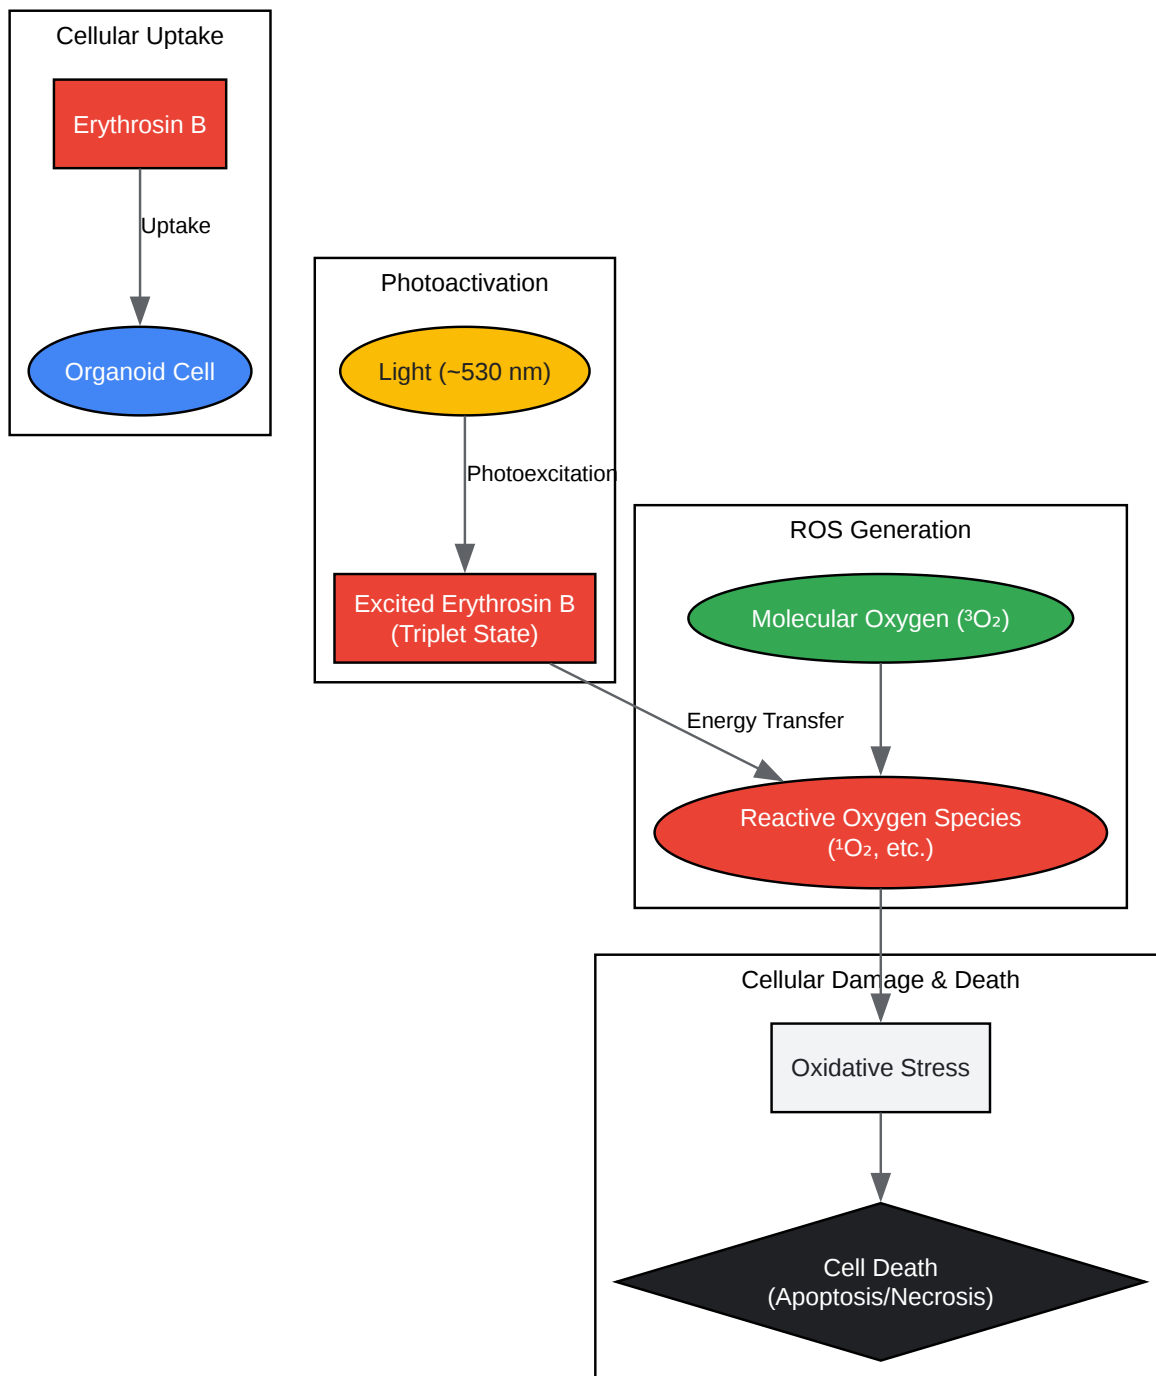 Cellular Uptake
Erythrosin B
Uptake
Organoid Cell
Photoactivation
Light (~530 nm)
Photoexcitation
Excited Erythrosin B
(Triplet State)
ROS Generation
Molecular Oxygen (³O₂)
Energy Transfer
Reactive Oxygen Species
(¹O₂, etc.)
Cellular Damage & Death
Oxidative Stress
Cell Death
(Apoptosis/Necrosis)